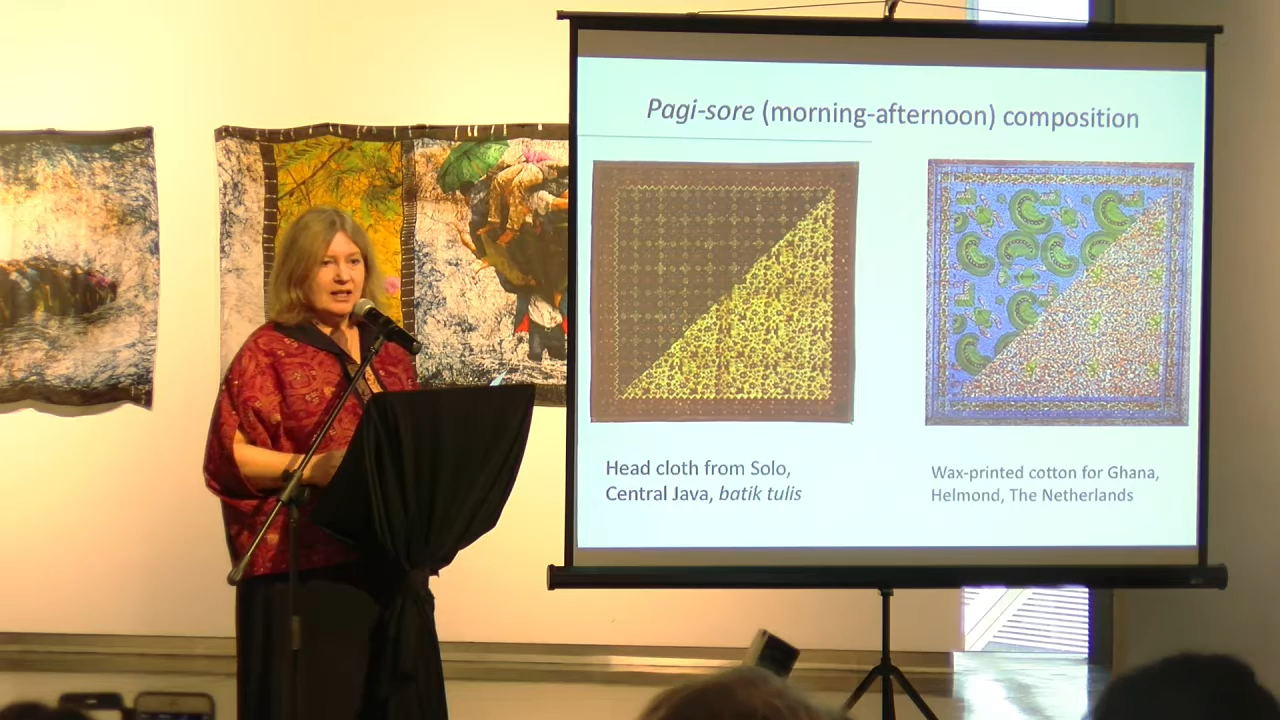 Pagi-sore (morning-afternoon) composition
Head cloth from Solo,
Central Java, batik tulis
Wax-printed cotton for Ghana,
Helmond, The Netherlands